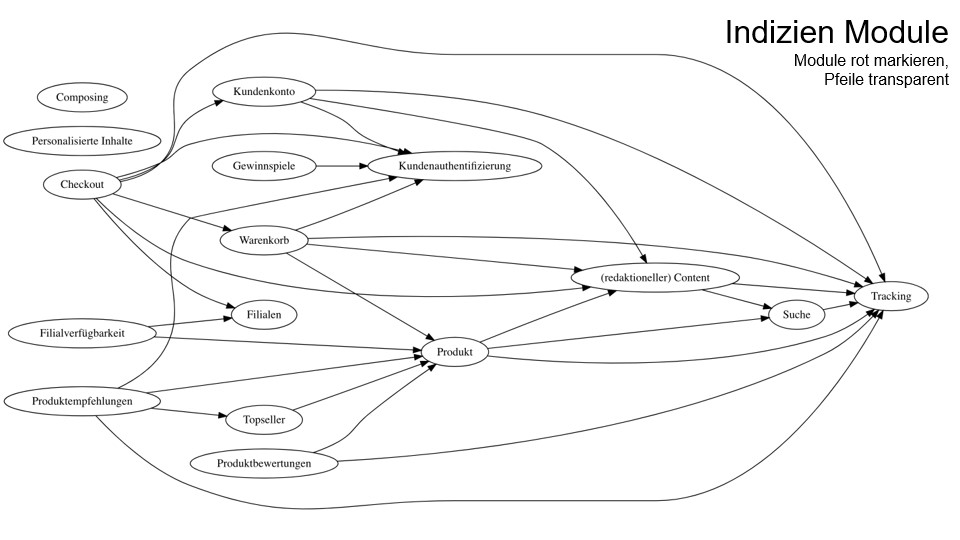 Indizien Module
Module rot markieren,
Pfeile transparent
Composing
Kundenkonto
Personalisierte Inhalte
Gewinnspiele
Kundenauthentifizierung
Checkout
Warenkorb
(redaktioneller) Content
Tracking
Filialen
Suche
Filialverfügbarkeit
Produkt
Produktempfehlungen
Topseller
Produktbewertungen